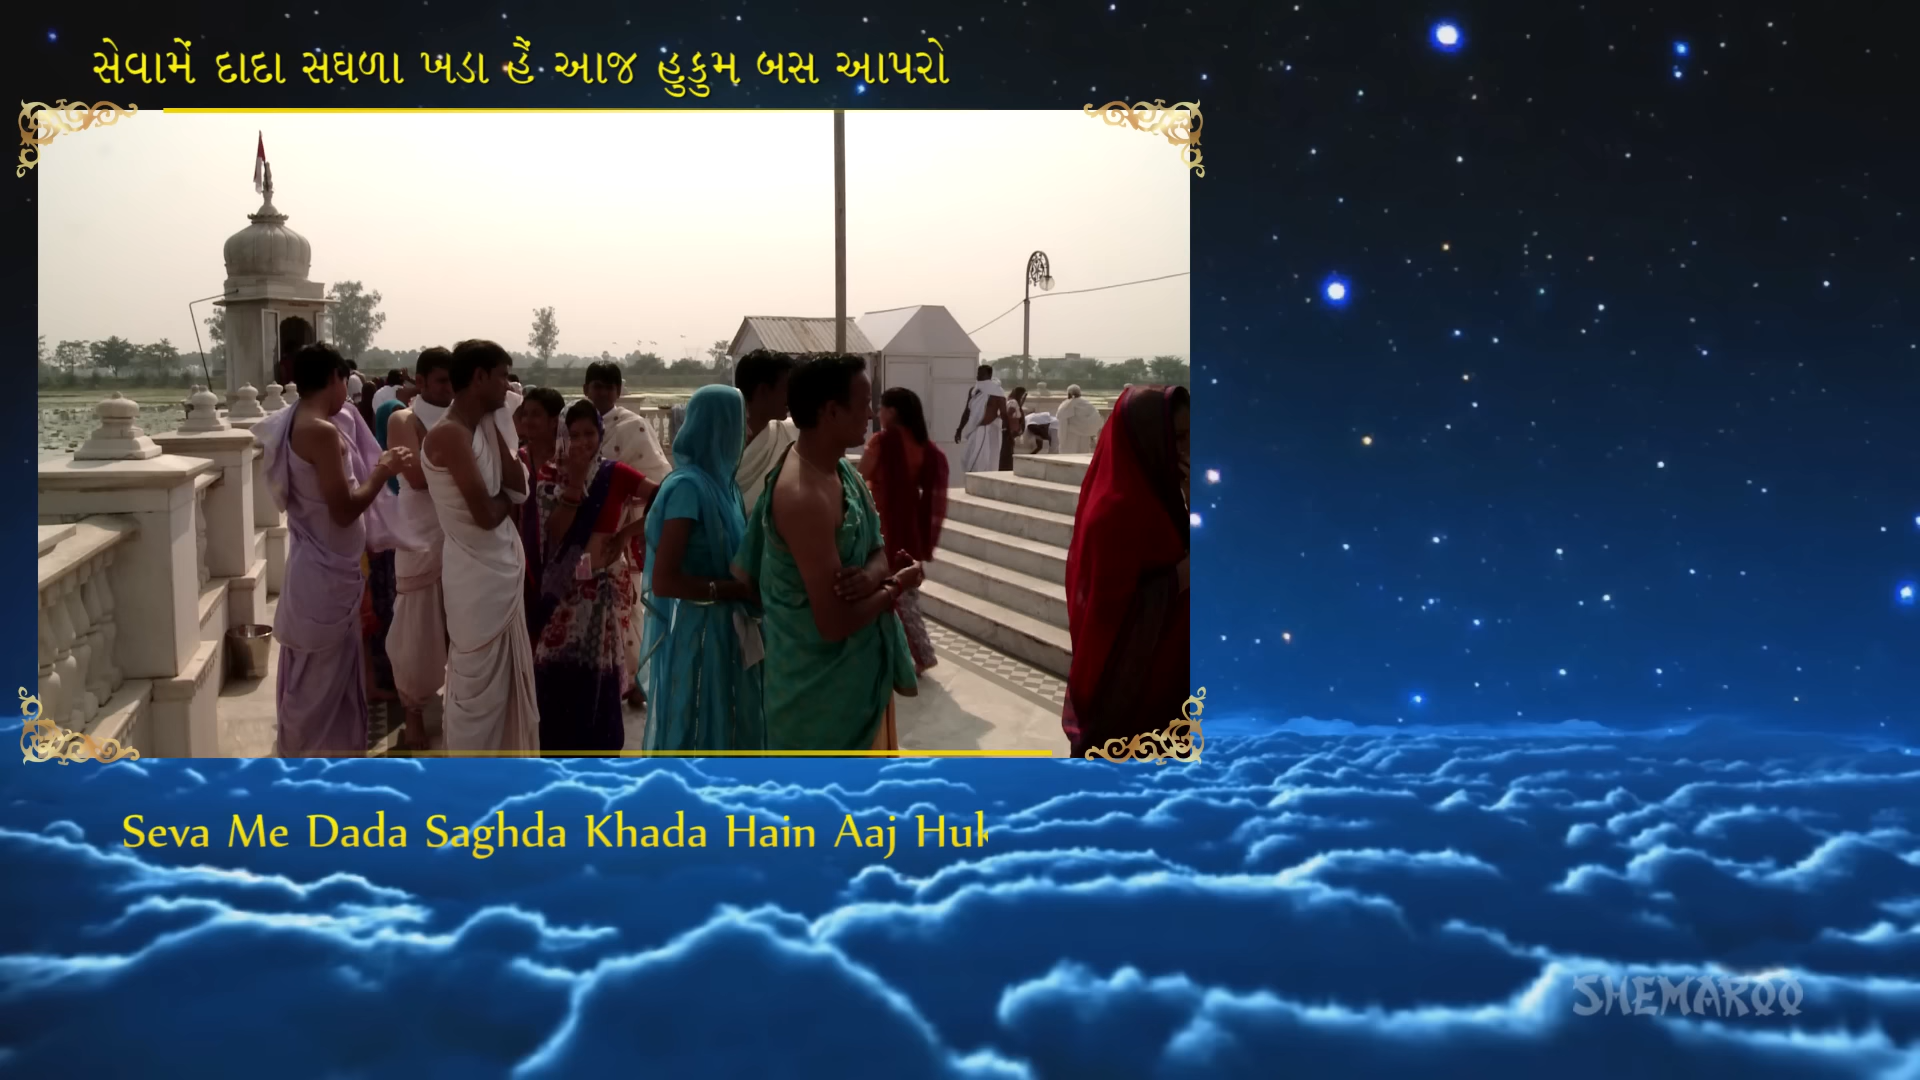 સેવામેં દાદા સઘળા ખડા હૈં આજ હુકુમ બસ આપરો
Seva Me Dada Saghda Khada Hain Aaj
SHEMAROO